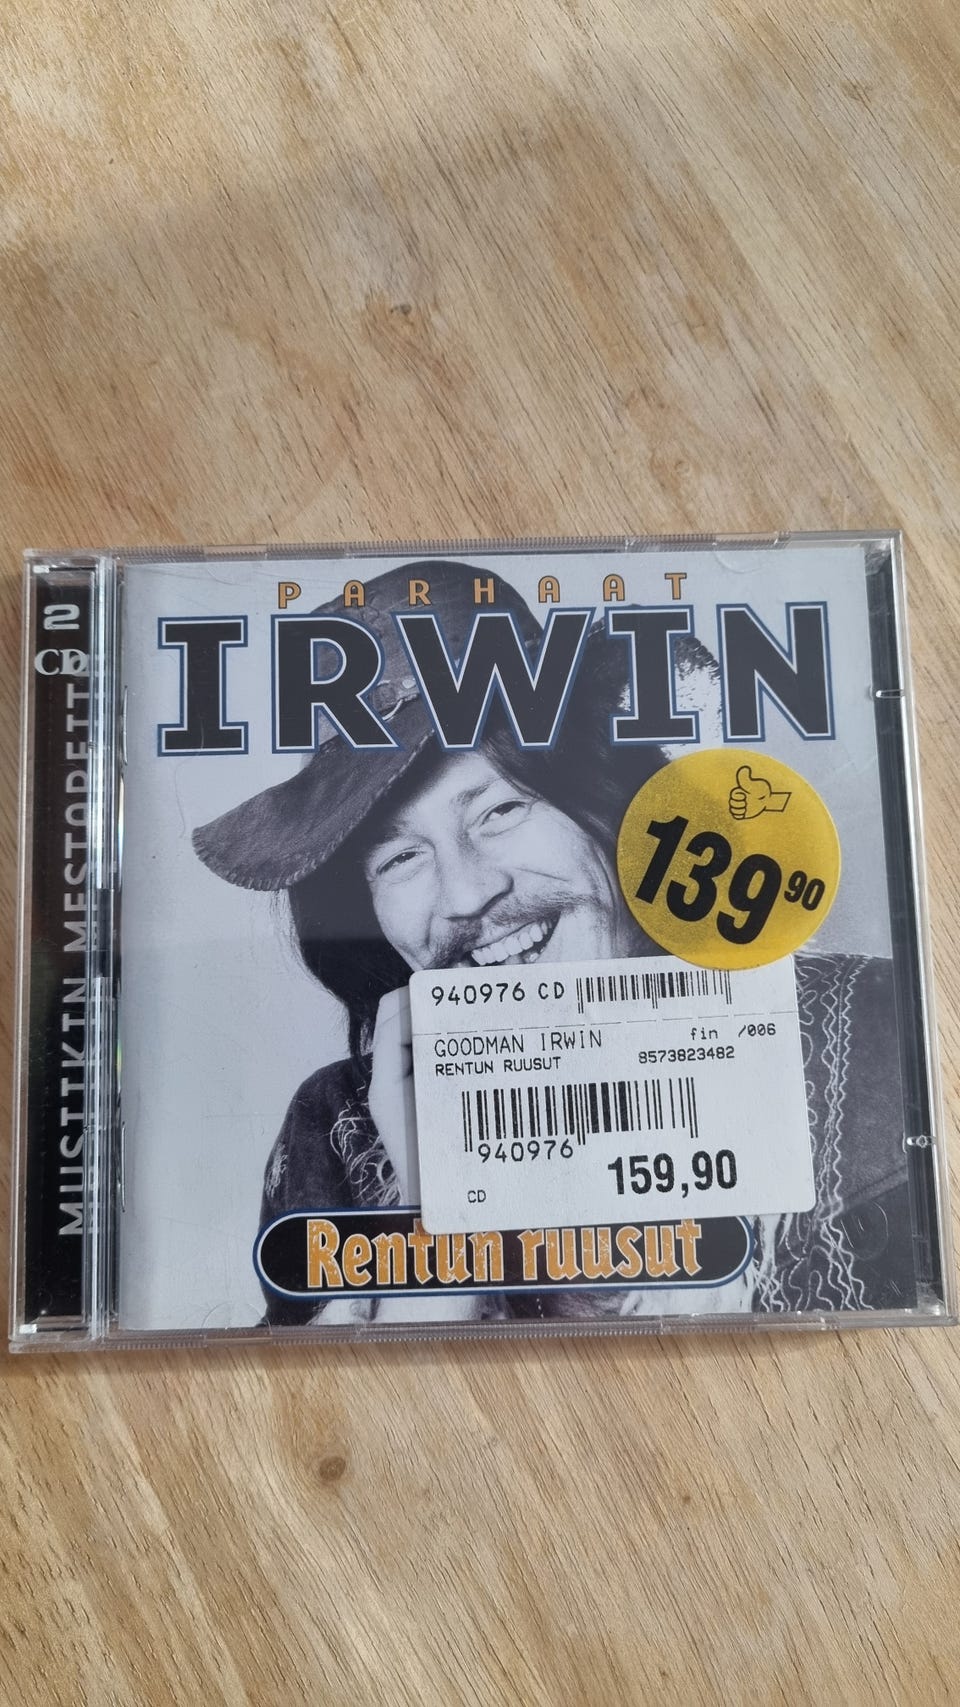 PARHAAT
IRWIN
2
CD
MUSIIKIN MESTOREITA
139 90
940976 CD
GOODMAN IRWIN fin /006
RENTUN RUUSUT 8573823482
940976
CD 159,90
Rentun ruusut